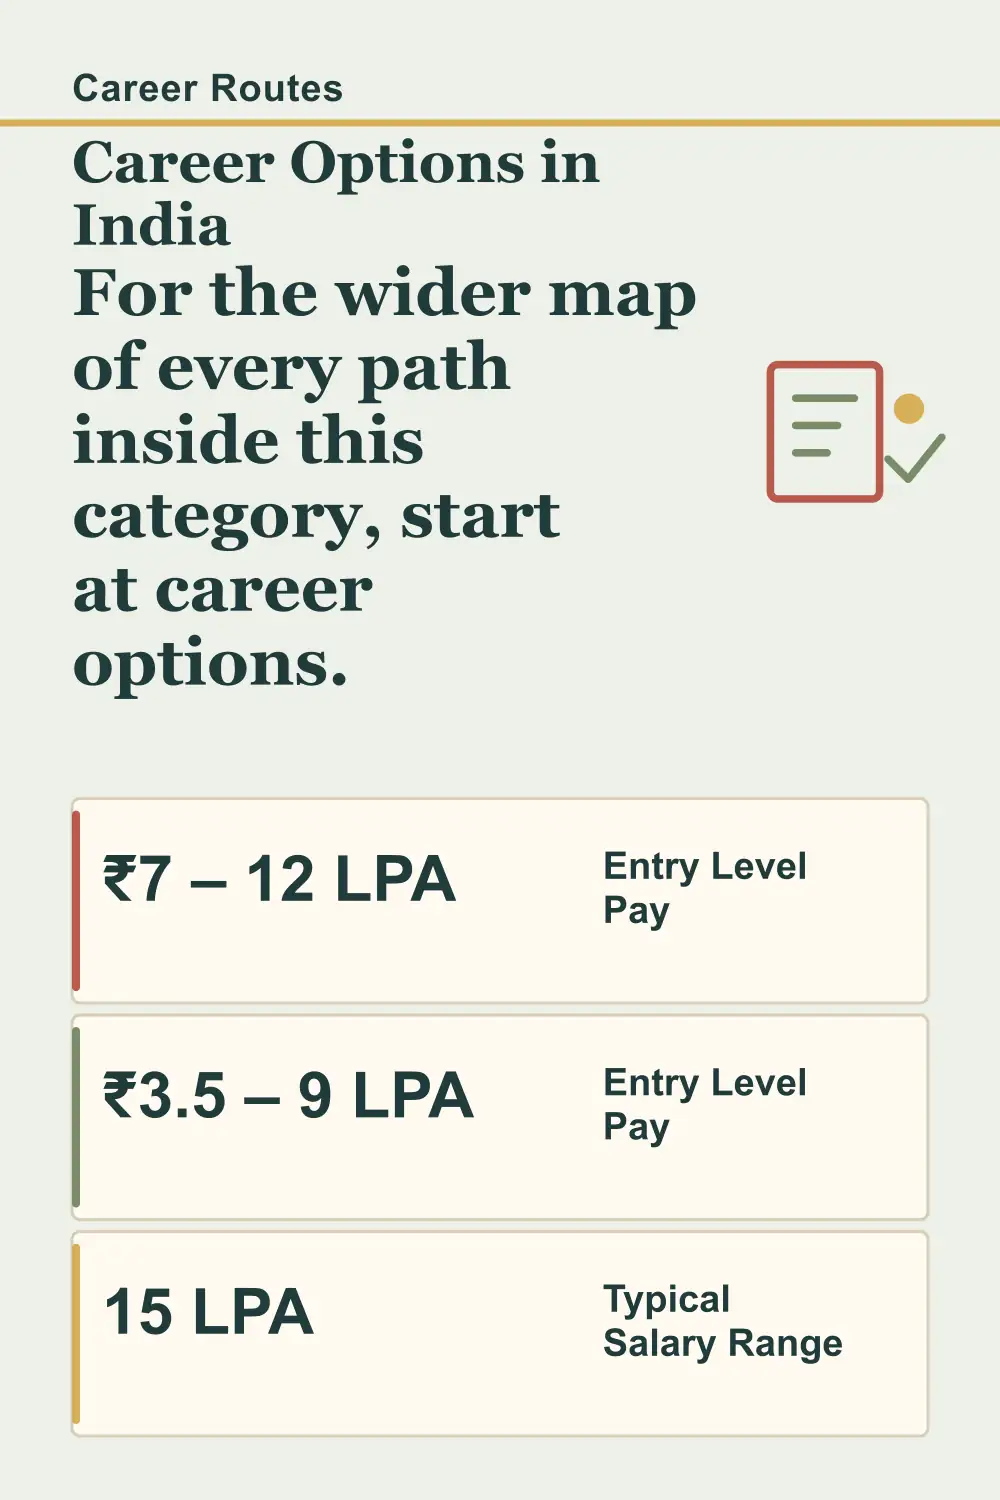 Career Routes
Career Options in
India
For the wider map
of every path
inside this
category, start
at career
options.
₹7 – 12 LPA
Entry Level
Pay
₹3.5 – 9 LPA
Entry Level
Pay
15 LPA
Typical
Salary Range